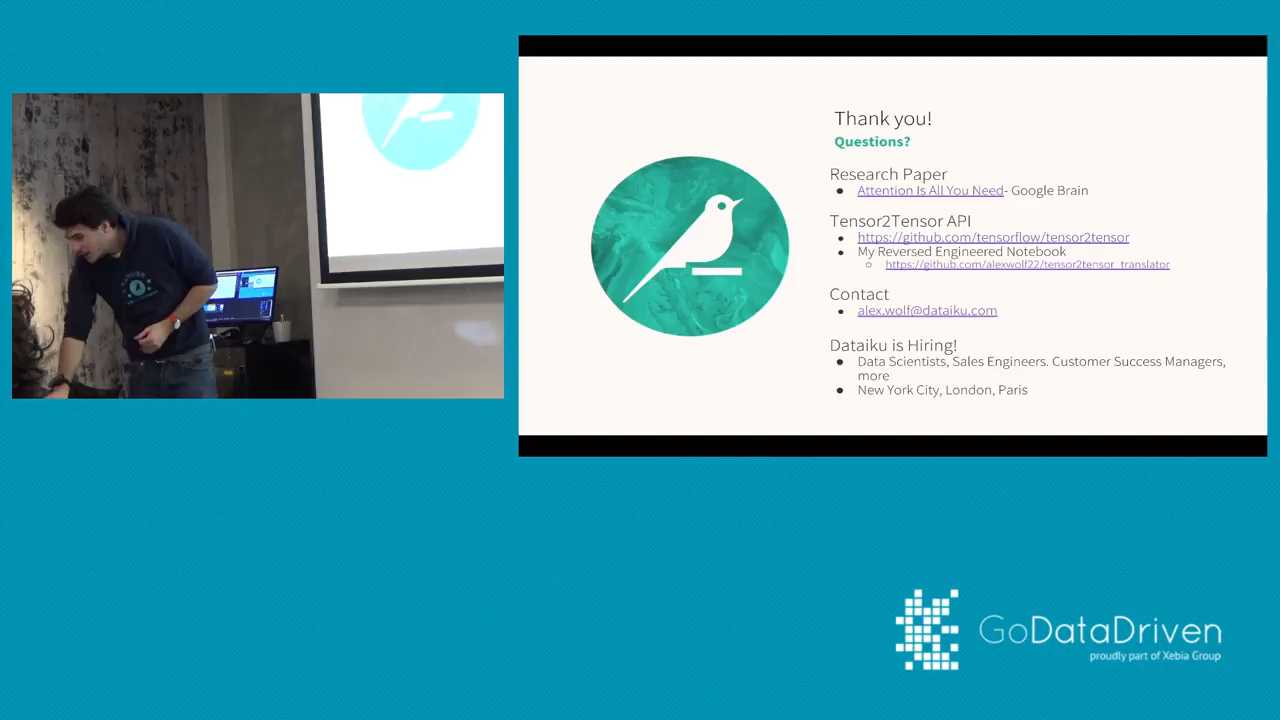 Thank you!
Questions?
Research Paper
● Attention Is All You Need- Google Brain
Tensor2Tensor API
● https://github.com/tensorflow/tensor2tensor
● My Reversed Engineered Notebook
○ https://github.com/alexwolf22/tensor2tensor_translator
Contact
● alex.wolf@dataiku.com
Dataiku is Hiring!
● Data Scientists, Sales Engineers. Customer Success Managers,
more
● New York City, London, Paris
GoDataDriven
proudly part of Xebia Group